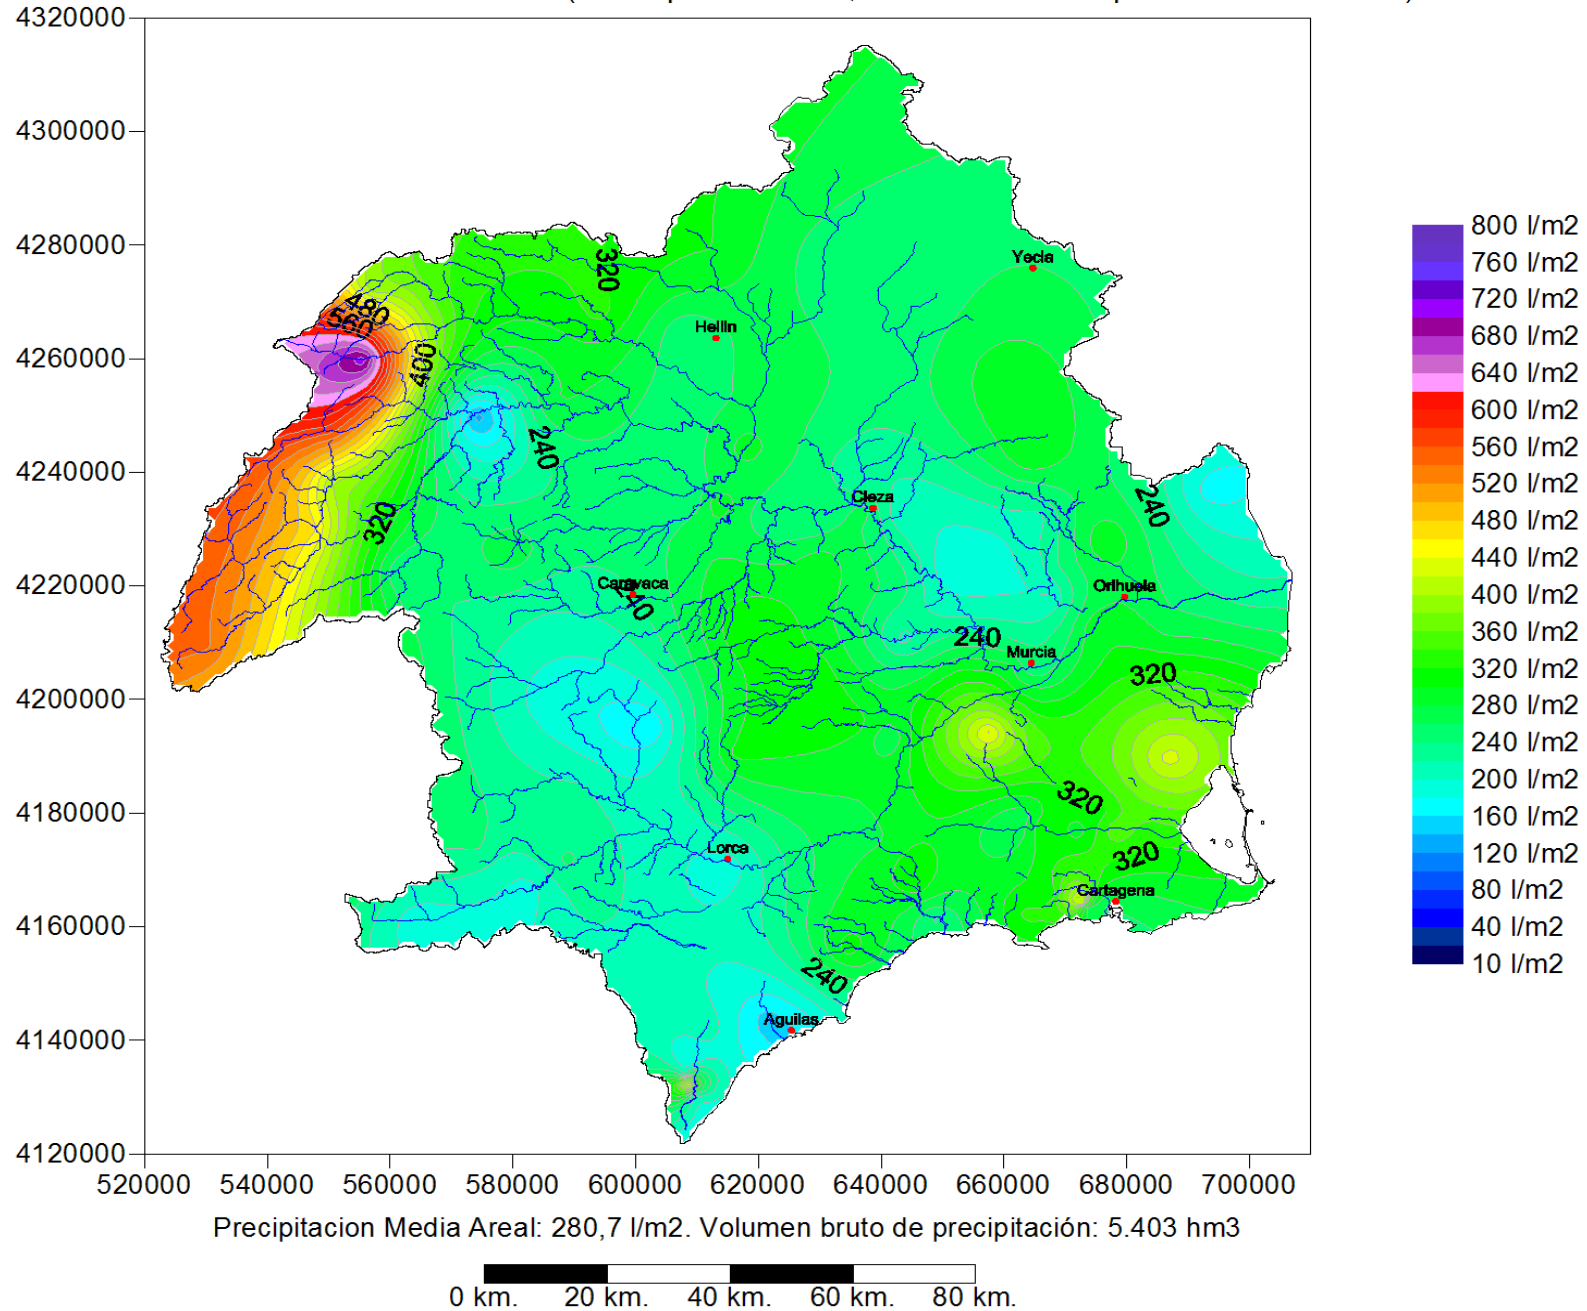 4320000
4300000
4280000
4260000
4240000
4220000
4200000
4180000
4160000
4140000
4120000
520000 540000 560000 580000 600000 620000 640000 660000 680000 700000
320
Yecla
480
560
Hellin
400
240
Cieza
240
320
Caravaca
240
Orihuela
240
Murcia
320
320
Lorca
320
Cartagena
240
Aguilas
800 l/m2
760 l/m2
720 l/m2
680 l/m2
640 l/m2
600 l/m2
560 l/m2
520 l/m2
480 l/m2
440 l/m2
400 l/m2
360 l/m2
320 l/m2
280 l/m2
240 l/m2
200 l/m2
160 l/m2
120 l/m2
80 l/m2
40 l/m2
10 l/m2
Precipitacion Media Areal: 280,7 l/m2. Volumen bruto de precipitación: 5.403 hm3
0 km. 20 km. 40 km. 60 km. 80 km.